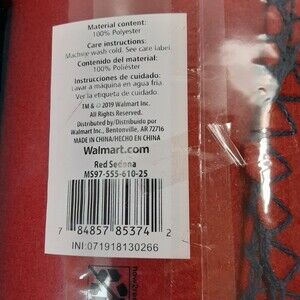 Material content:
100% Polyester
Care instructions:
Machine wash cold. See care label.
Contenido del material:
100% Poliéster
Instrucciones de cuidado:
Lavar a máquina en agua fría
Ver la etiqueta de cuidado
TM & © 2019 Walmart Inc.
All Rights Reserved.
Distributed by/Distribuido por
Walmart Inc., Bentonville, AR 72716
MADE IN CHINA/HECHO EN CHINA
Walmart.com
Red Sedona
MS97-555-610-25
7 84857 85374 2
INI:071918130266
how2recycle